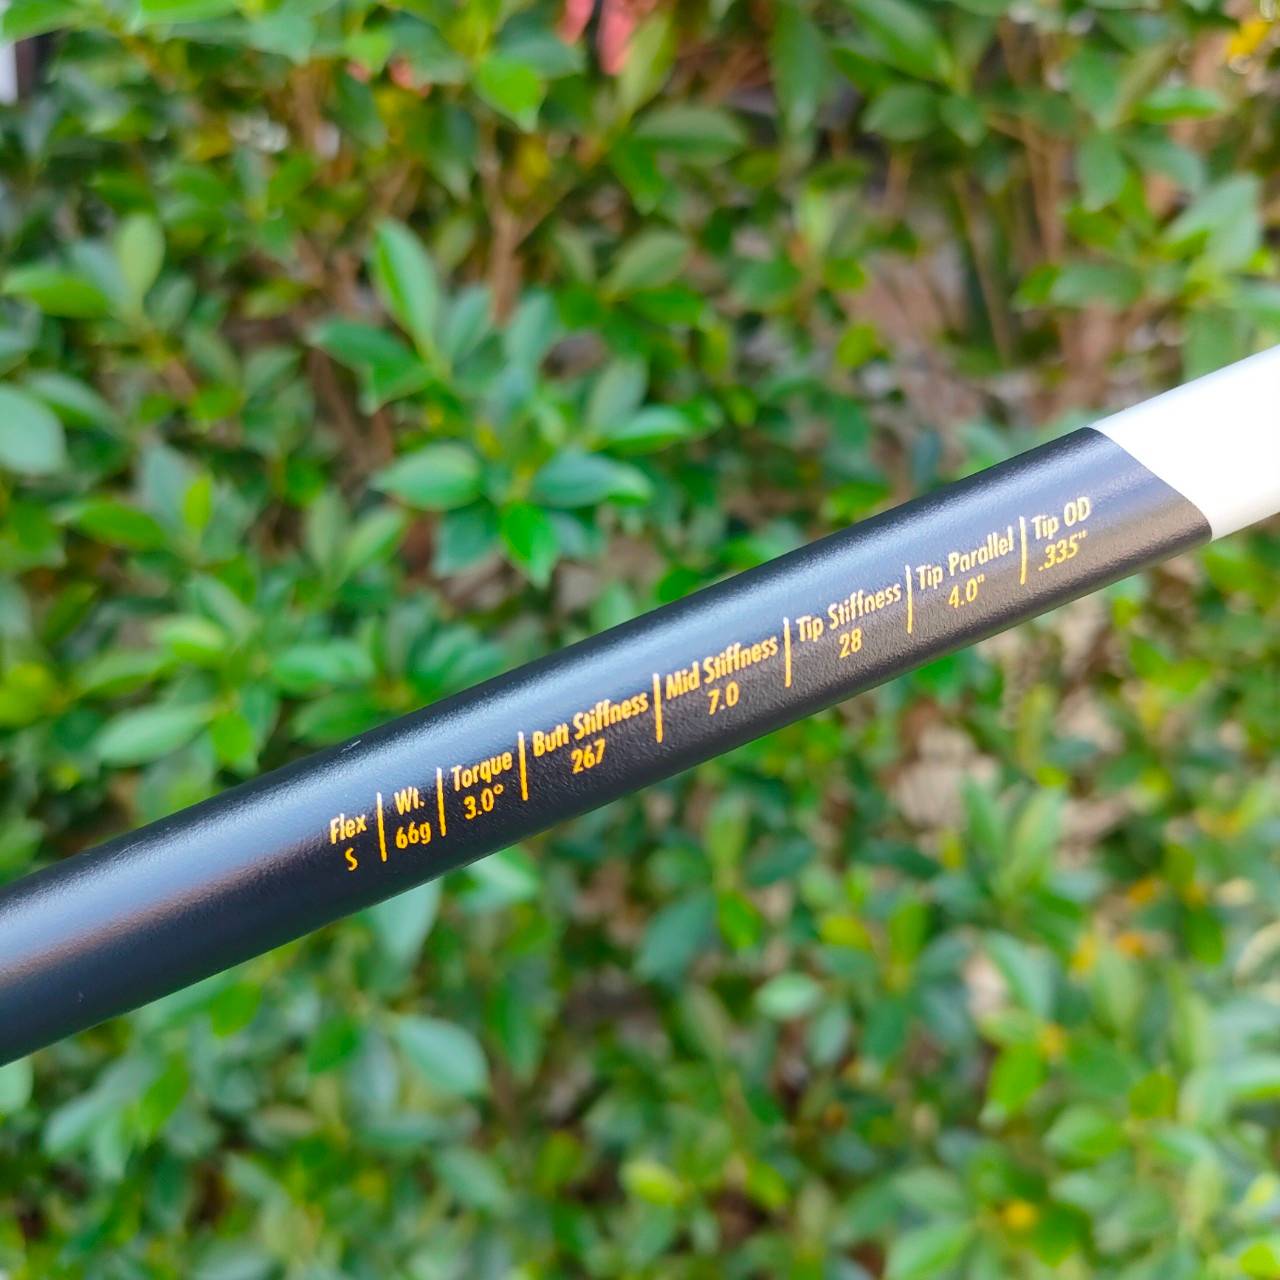 Flex | Wt. | Torque | Butt Stiffness | Mid Stiffness | Tip Stiffness | Tip Parallel | Tip OD
S | 66g | 3.0° | 267 | 7.0 | 28 | 4.0" | .335"